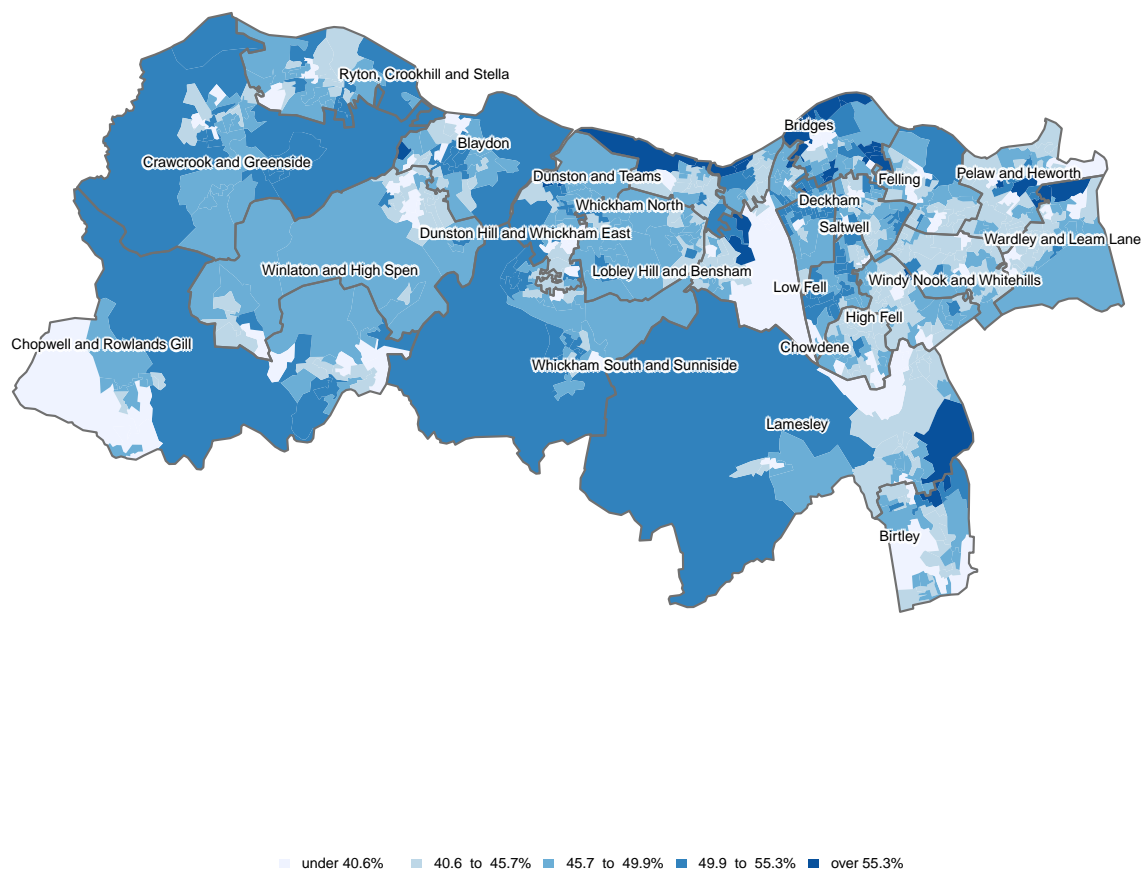 Ryton, Crookhill and Stella
Bridges
Blaydon
Crawcrook and Greenside
Dunston and Teams
Pelaw and Heworth
Felling
Whickham North
Deckham
Saltwell
Dunston Hill and Whickham East
Wardley and Leam Lane
Winlaton and High Spen
Lobley Hill and Bensham
Windy Nook and Whitehills
Low Fell
High Fell
Chopwell and Rowlands Gill
Chowdene
Whickham South and Sunniside
Lamesley
Birtley
under 40.6% 40.6 to 45.7% 45.7 to 49.9% 49.9 to 55.3% over 55.3%